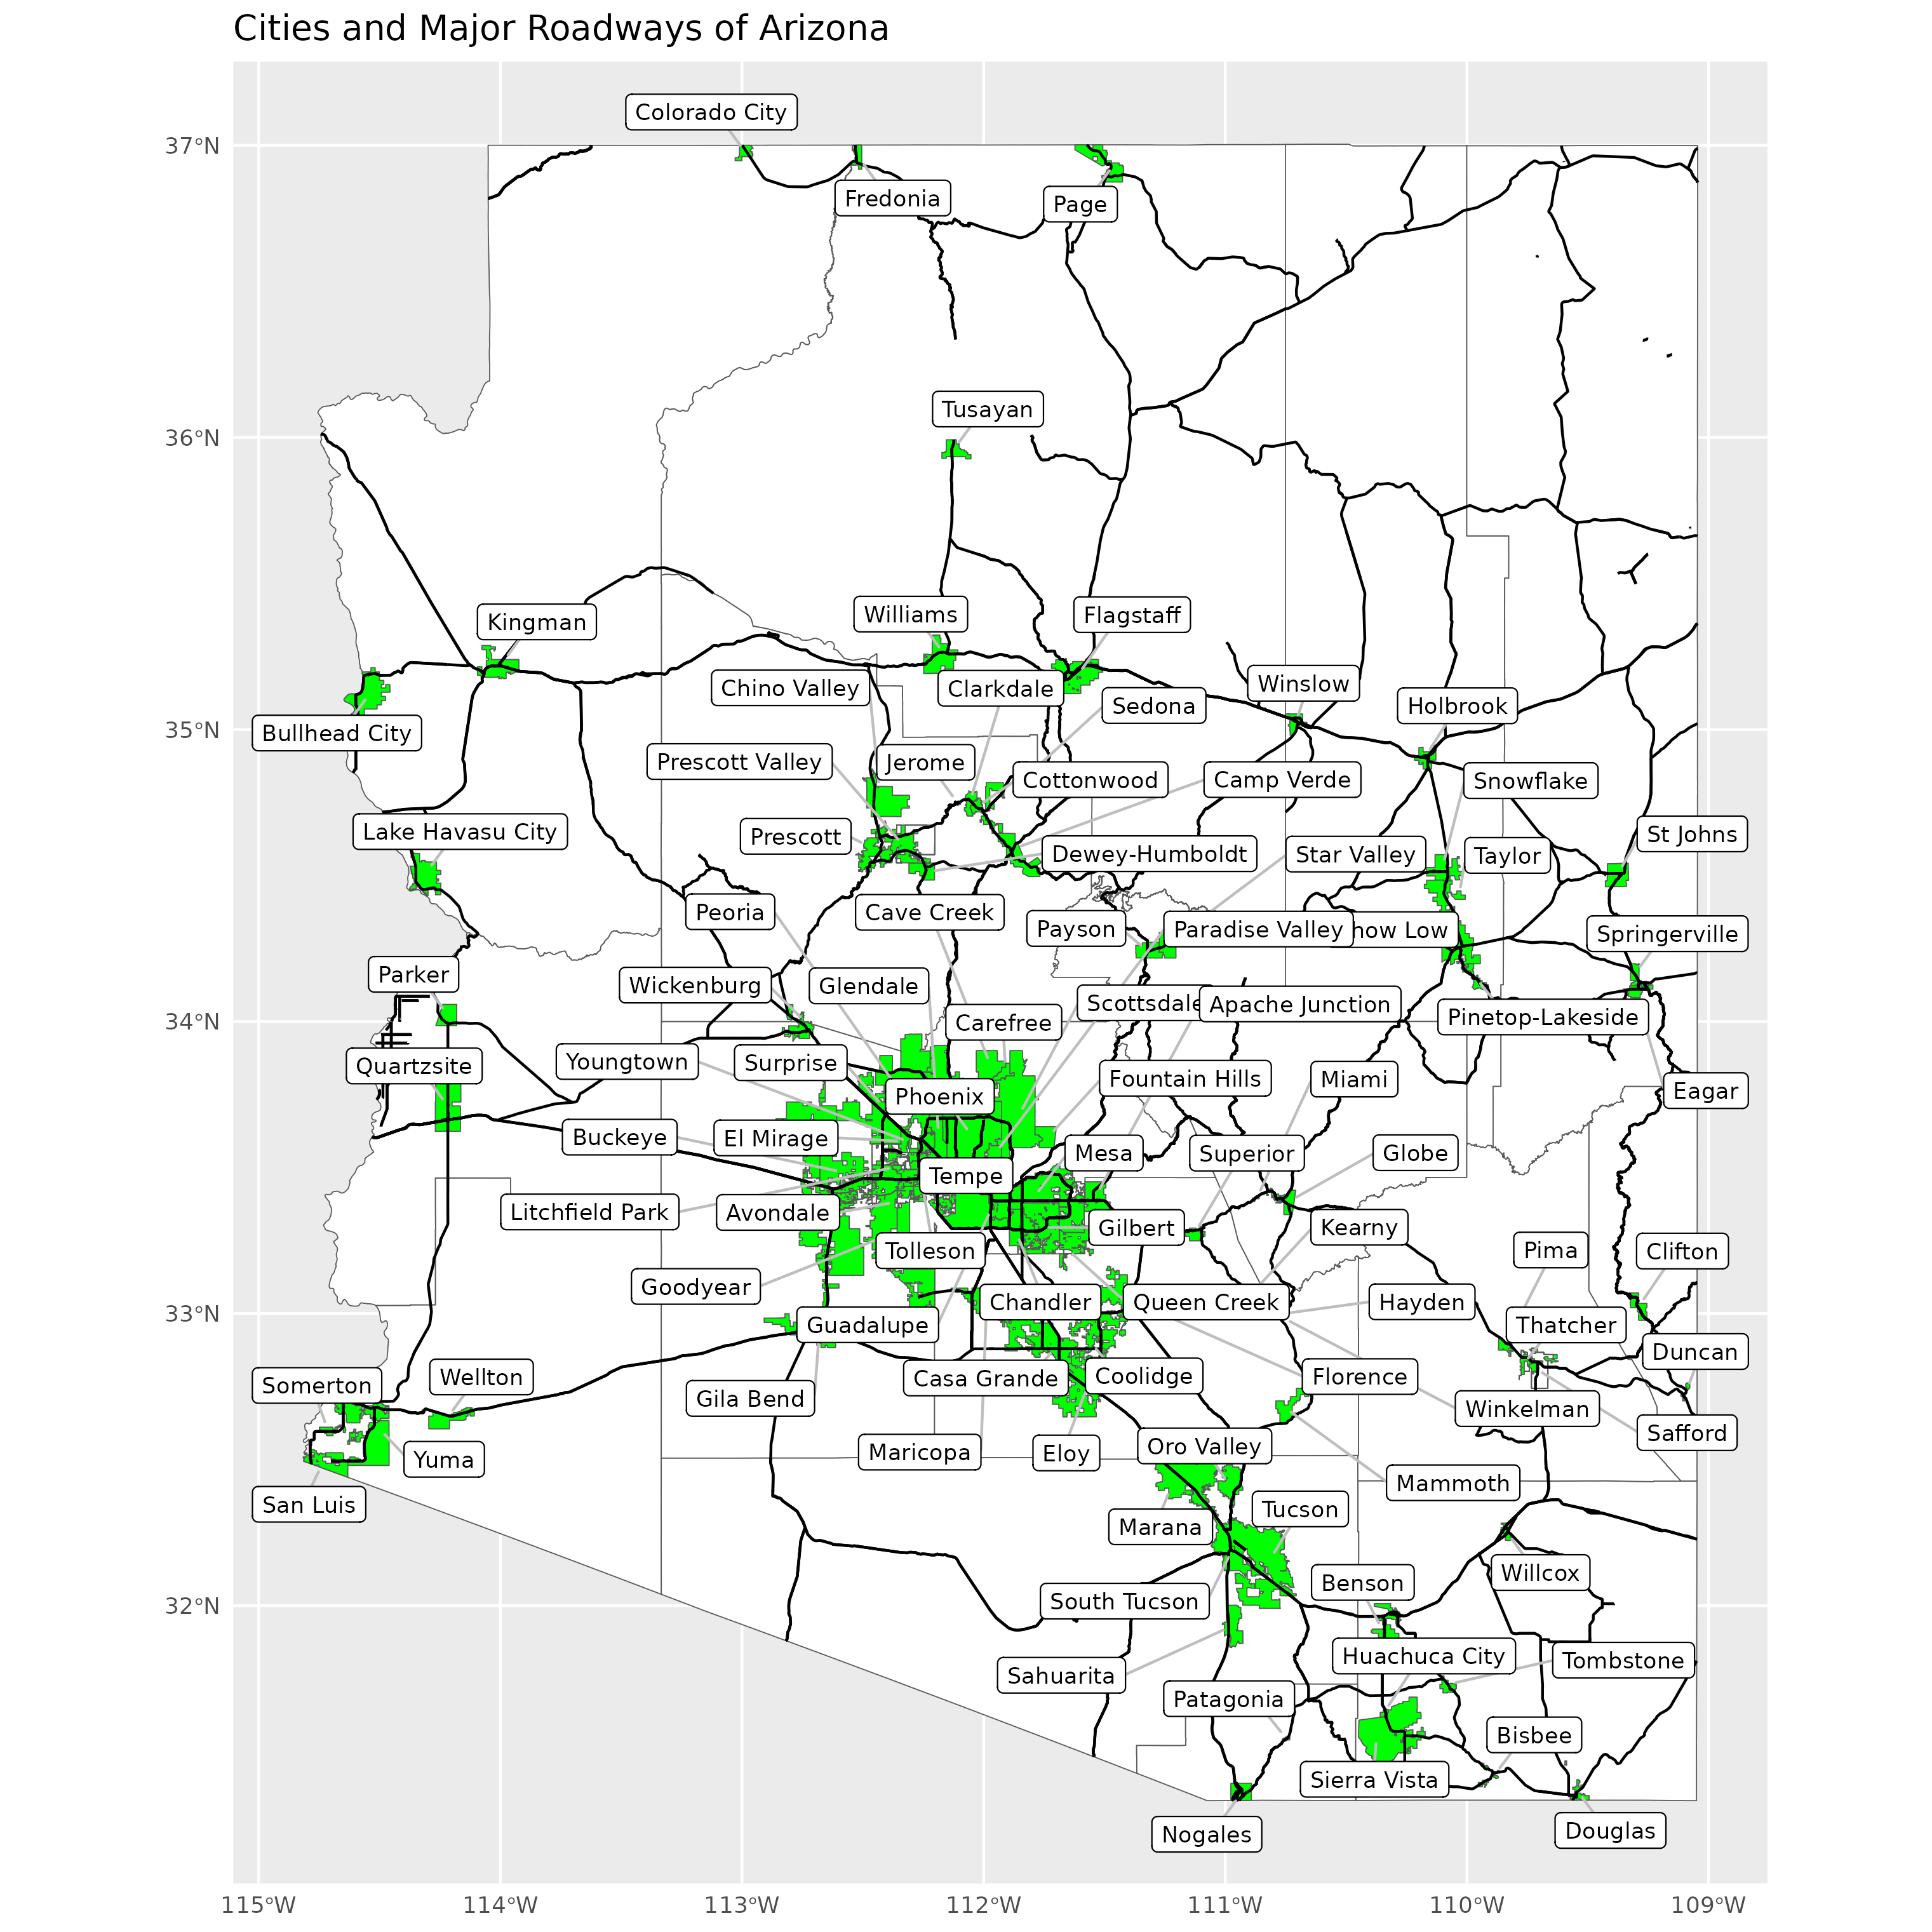 Cities and Major Roadways of Arizona
Colorado City
37°N
Fredonia
Page
Tusayan
36°N
Williams
Flagstaff
Kingman
Chino Valley
Clarkdale
Winslow
Sedona
Holbrook
35°N
Bullhead City
Prescott Valley
Jerome
Cottonwood
Camp Verde
Snowflake
Lake Havasu City
Prescott
St Johns
Dewey-Humboldt
Star Valley
Taylor
Peoria
Cave Creek
Payson
Paradise Valley
how Low
Springerville
Parker
Wickenburg
Glendale
Scottsdale
Apache Junction
34°N
Carefree
Pinetop-Lakeside
Quartzsite
Youngtown
Surprise
Fountain Hills
Miami
Eagar
Phoenix
Buckeye
El Mirage
Mesa
Superior
Globe
Tempe
Litchfield Park
Avondale
Gilbert
Kearny
Tolleson
Pima
Clifton
Goodyear
Chandler
Queen Creek
Hayden
33°N
Guadalupe
Thatcher
Duncan
Somerton
Wellton
Casa Grande
Coolidge
Florence
Gila Bend
Winkelman
Safford
Maricopa
Eloy
Oro Valley
Yuma
Mammoth
San Luis
Tucson
Marana
Willcox
Benson
32°N
South Tucson
Huachuca City
Tombstone
Sahuarita
Patagonia
Bisbee
Sierra Vista
Nogales
Douglas
115°W
114°W
113°W
112°W
111°W
110°W
109°W